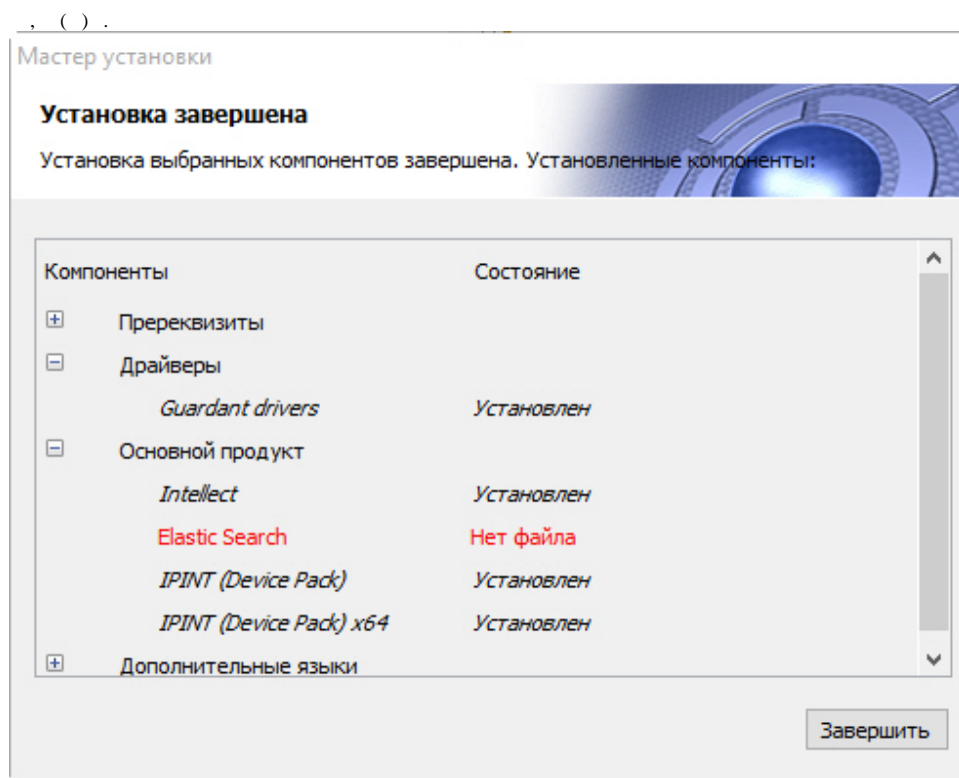 , ( ) .
Мастер установки
Установка завершена
Установка выбранных компонентов завершена. Установленные компоненты:
Компоненты Состояние
Пререквизиты
Драйверы
Guardant drivers Установлен
Основной продукт
Intellect Установлен
Elastic Search Нет файла
IPINT (Device Pack) Установлен
IPINT (Device Pack) x64 Установлен
Дополнительные языки
Завершить